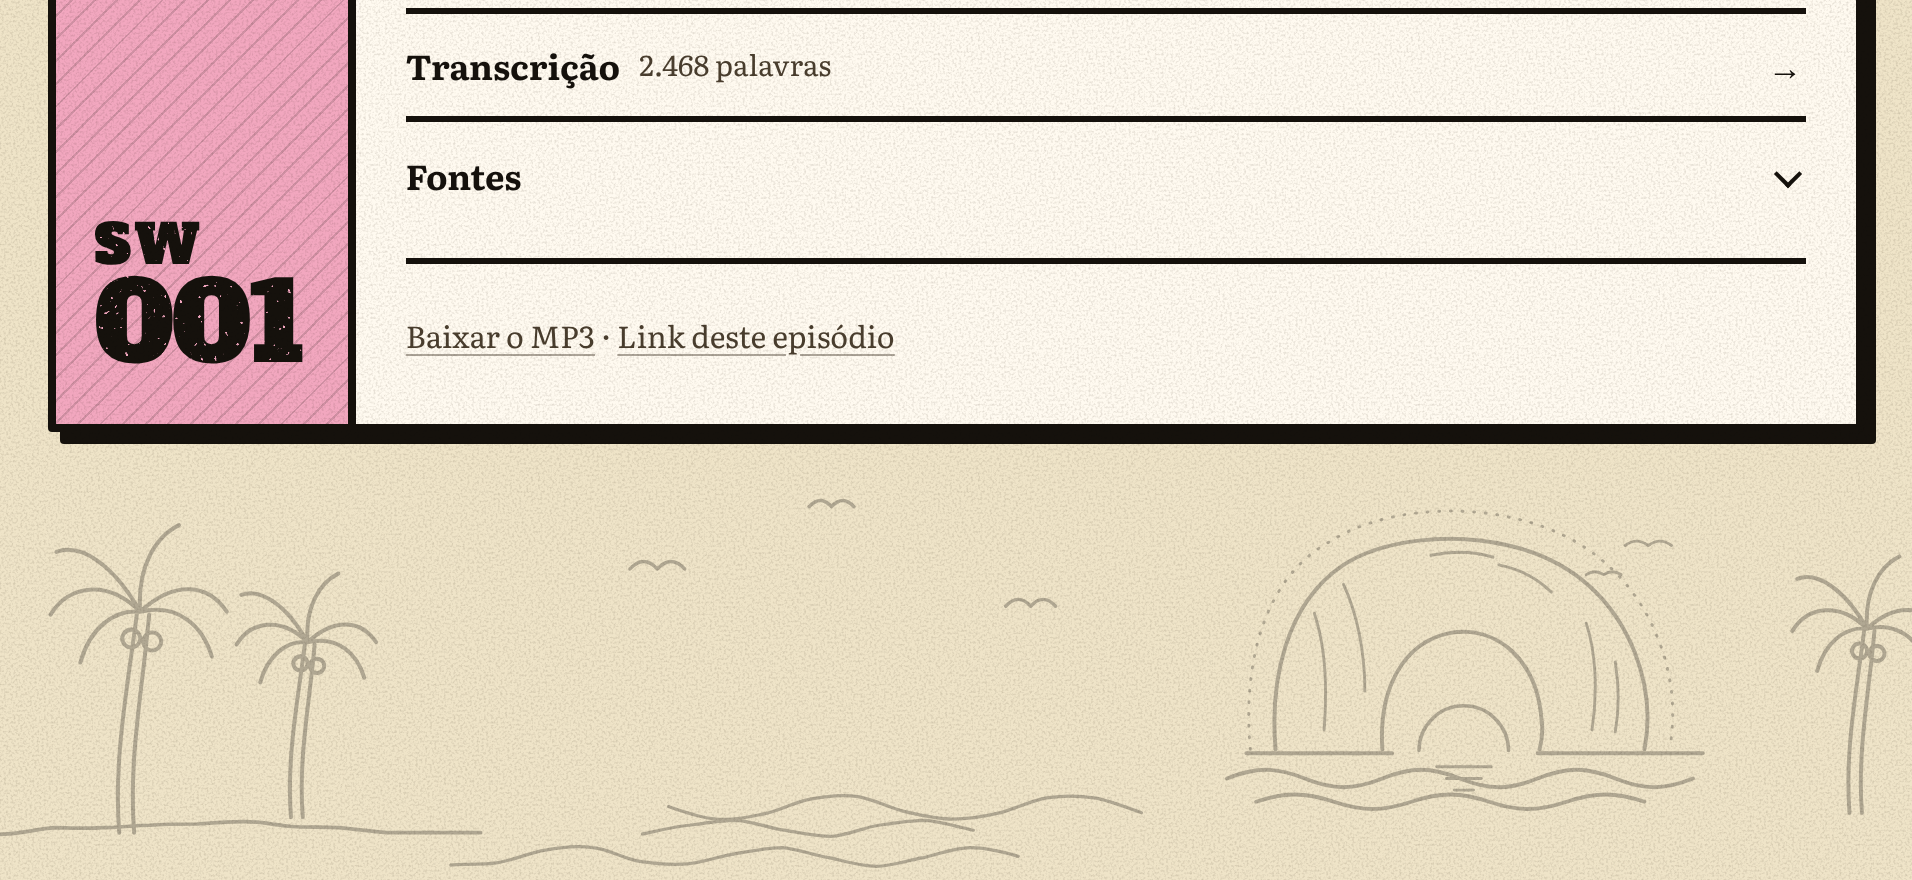 Transcrição 2.468 palavras →
Fontes
sw
001
Baixar o MP3 · Link deste episódio